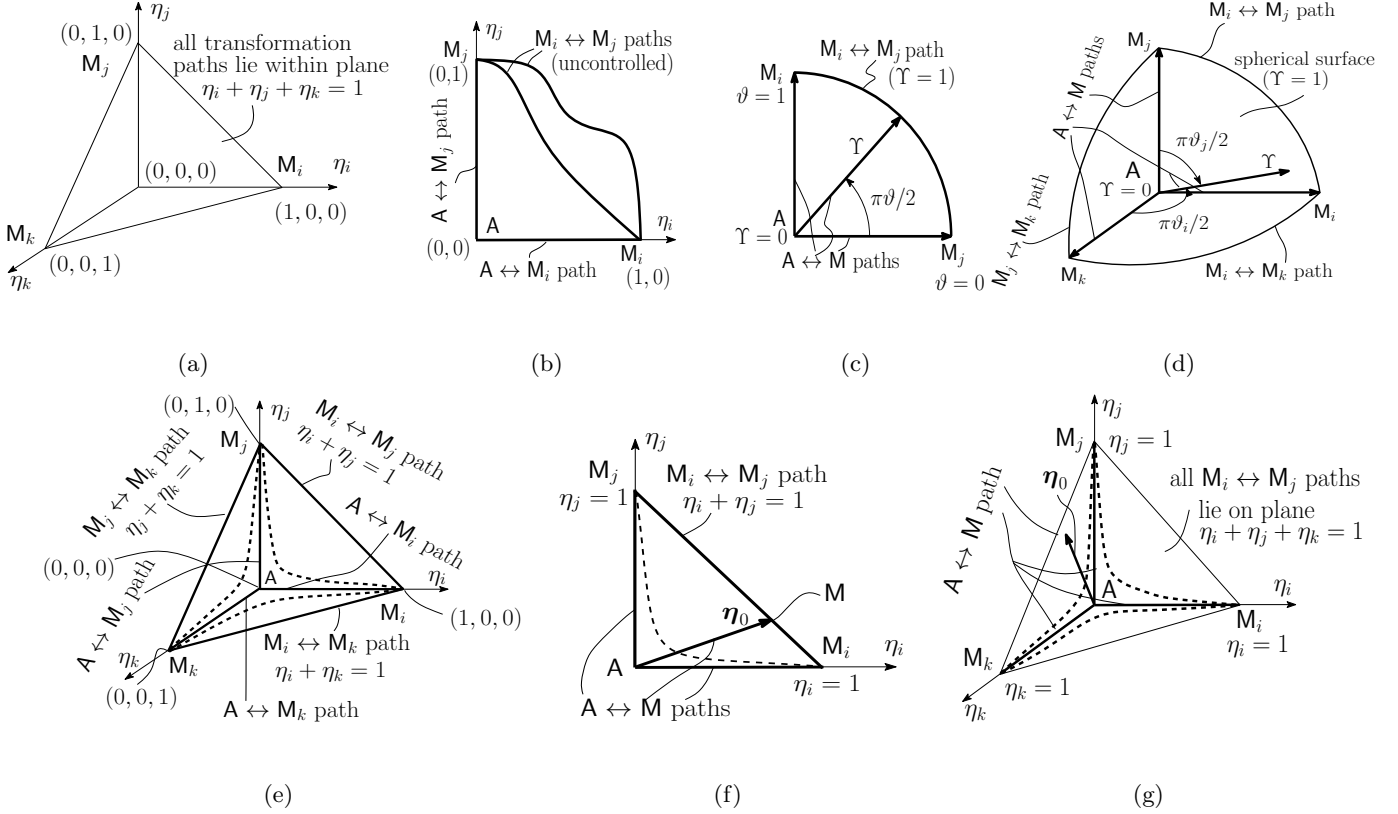 η_j
(0, 1, 0)
M_j
all transformation
paths lie within plane
η_i + η_j + η_k = 1
(0, 0, 0)
M_i
η_i
(1, 0, 0)
M_k
(0, 0, 1)
η_k
(a)
η_j
M_j
(0,1)
M_i ↔ M_j paths
(uncontrolled)
A ↔ M_j path
A
(0,0)
η_i
M_i
(1,0)
A ↔ M_i path
(b)
M_i ↔ M_j path
(ϒ = 1)
M_i
ϑ = 1
ϒ
πϑ/2
A
ϒ = 0
A ↔ M paths
M_j
ϑ = 0
(c)
M_i ↔ M_j path
M_j
spherical surface
(ϒ = 1)
A ↔ M paths
πϑ_j/2
ϒ
A
ϒ = 0
πϑ_i/2
M_i
M_j ↔ M_k path
M_k
M_i ↔ M_k path
(d)
(0, 1, 0)
η_j
M_j
M_i ↔ M_j path
η_i + η_j = 1
M_j ↔ M_k path
η_j + η_k = 1
A ↔ M_i path
(0, 0, 0)
A
η_i
M_i
(1, 0, 0)
A ↔ M_j path
M_k
η_k
(0, 0, 1)
M_i ↔ M_k path
η_i + η_k = 1
A ↔ M_k path
(e)
η_j
M_j
η_j = 1
M_i ↔ M_j path
η_i + η_j = 1
M
η_0
M_i
η_i
A
η_i = 1
A ↔ M paths
(f)
η_j
M_j
η_j = 1
η_0
all M_i ↔ M_j paths
lie on plane
η_i + η_j + η_k = 1
A ↔ M path
A
η_i
M_i
η_i = 1
M_k
η_k = 1
η_k
(g)